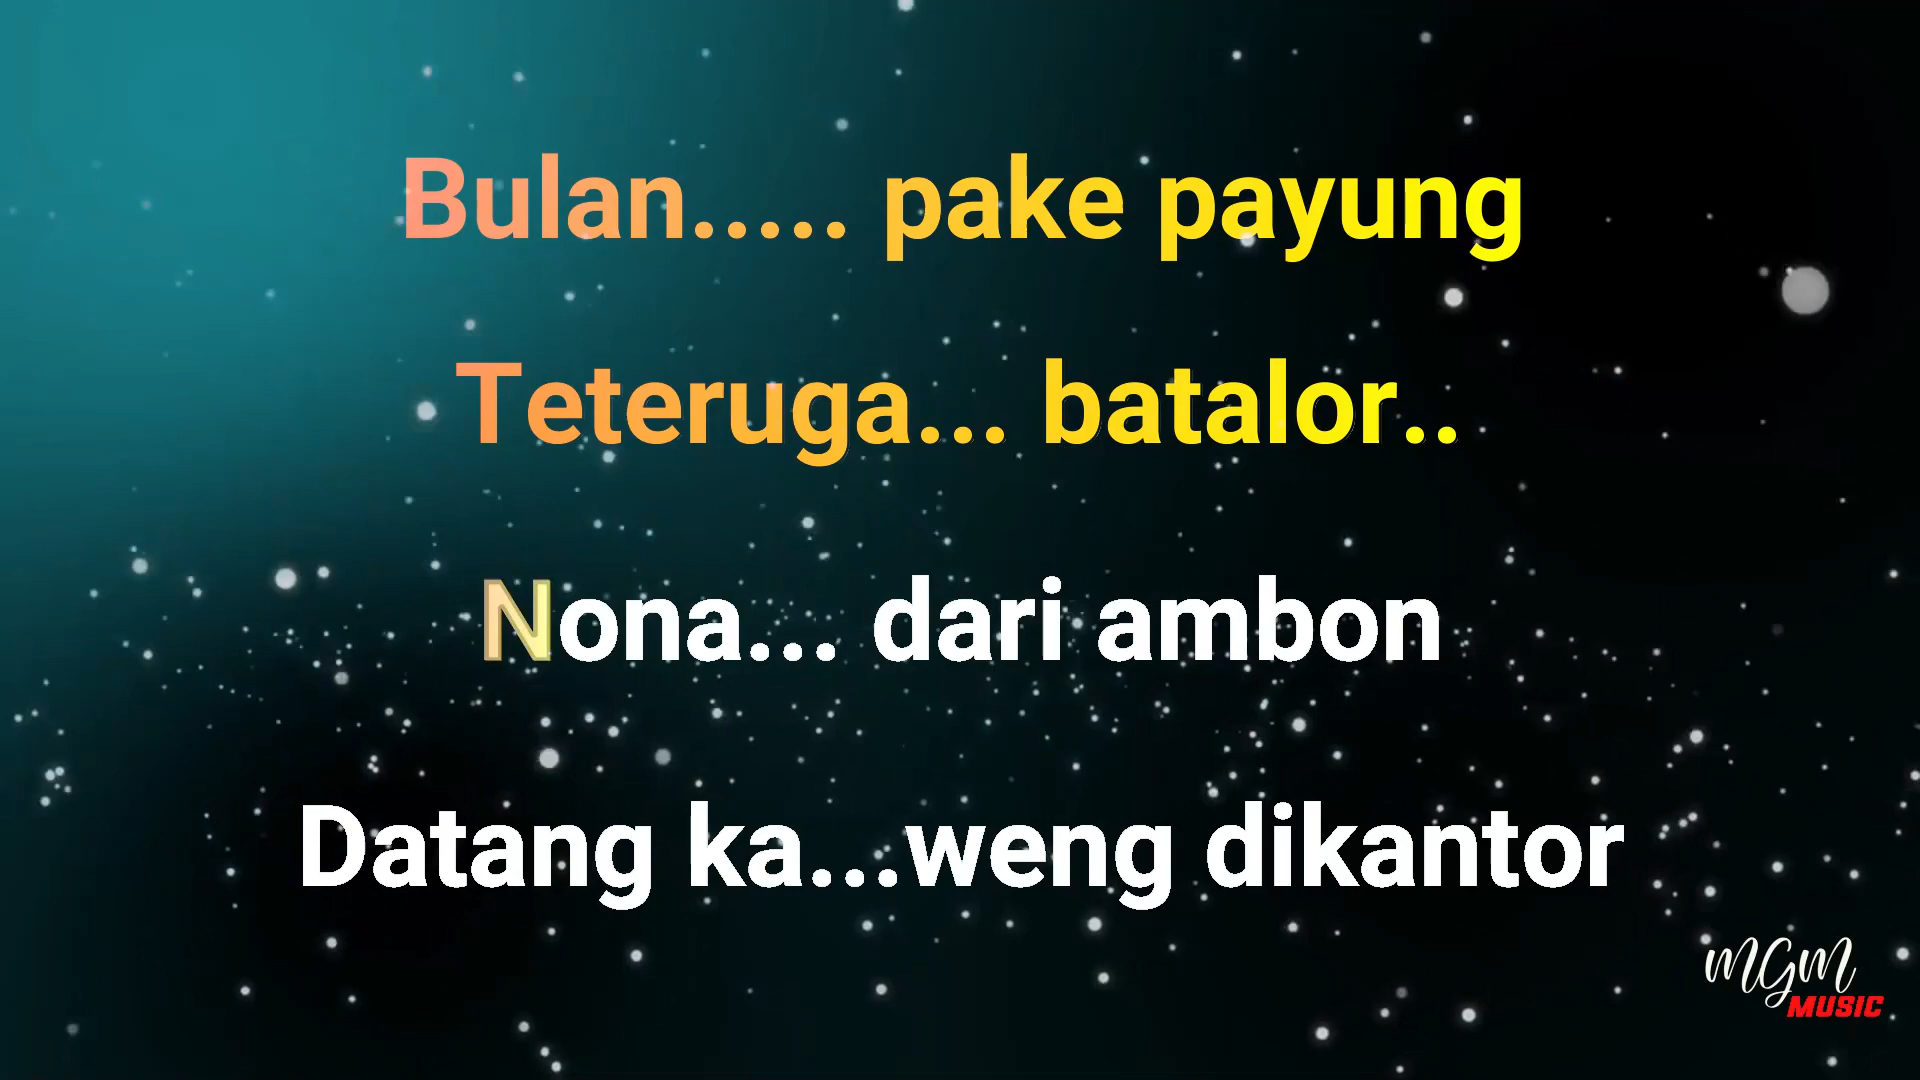 Bulan..... pake payung
Teteruga... batalor..
Nona... dari ambon
Datang ka...weng dikantor
MGM
MUSIC